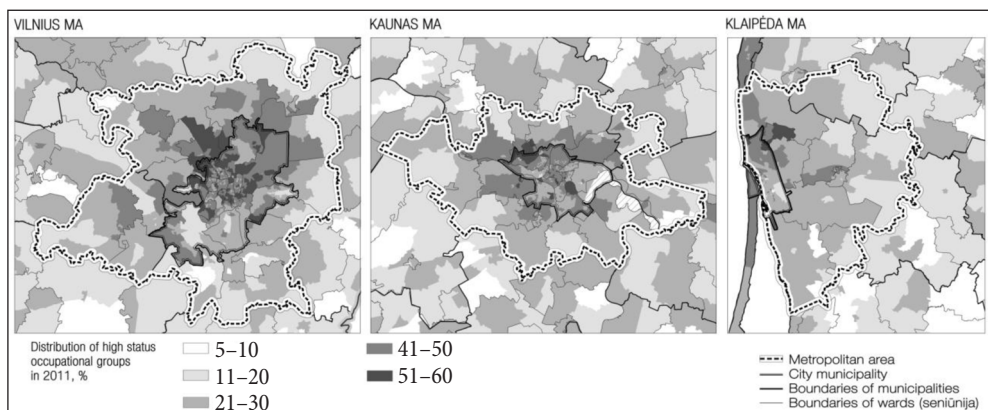 VILNIUS MA
KAUNAS MA
KLAIPĖDA MA
Distribution of high status
occupational groups
in 2011, %
5–10
11–20
21–30
41–50
51–60
Metropolitan area
City municipality
Boundaries of municipalities
Boundaries of wards (seniūnija)